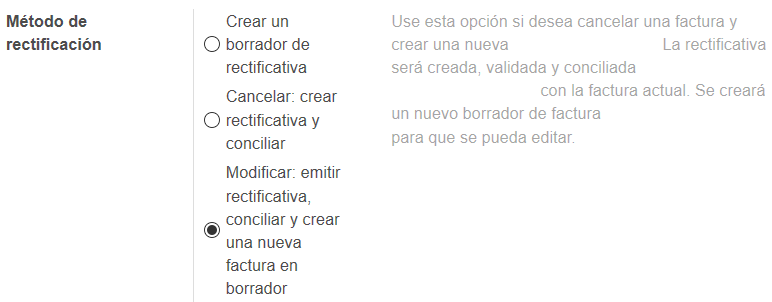 Método de
rectificación
Crear un
borrador de
rectificativa
Cancelar: crear
rectificativa y
conciliar
Modificar: emitir
rectificativa,
conciliar y crear
una nueva
factura en
borrador
Use esta opción si desea cancelar una factura y
crear una nueva La rectificativa
será creada, validada y conciliada
con la factura actual. Se creará
un nuevo borrador de factura
para que se pueda editar.